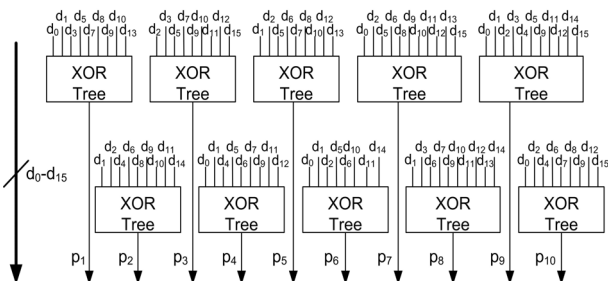 d₁ d₅ d₈ d₁₀ d₃ d₇ d₁₀ d₁₂ d₂ d₆ d₈ d₁₂ d₂ d₆ d₉ d₁₁ d₁₃ d₁ d₃ d₅ d₈ d₁₁ d₁₄
d₀ d₃ d₇ d₉ d₁₃ d₂ d₅ d₉ d₁₁ d₁₅ d₁ d₅ d₇ d₁₀ d₁₃ d₀ d₅ d₈ d₁₀ d₁₂ d₁₅ d₀ d₂ d₄ d₉ d₁₂ d₁₅
XOR XOR XOR XOR XOR
Tree Tree Tree Tree Tree
d₂ d₆ d₉ d₁₁ d₁ d₅ d₇ d₁₁ d₁ d₅ d₁₀ d₁₄ d₃ d₇ d₁₀ d₁₂ d₁₄ d₂ d₆ d₈ d₁₂
d₁ d₄ d₈ d₁₀ d₁₄ d₀ d₄ d₆ d₉ d₁₂ d₀ d₂ d₆ d₁₁ d₁ d₆ d₉ d₁₁ d₁₃ d₀ d₄ d₇ d₉ d₁₅
d₀-d₁₅
XOR XOR XOR XOR XOR
Tree Tree Tree Tree Tree
p₁ p₂ p₃ p₄ p₅ p₆ p₇ p₈ p₉ p₁₀